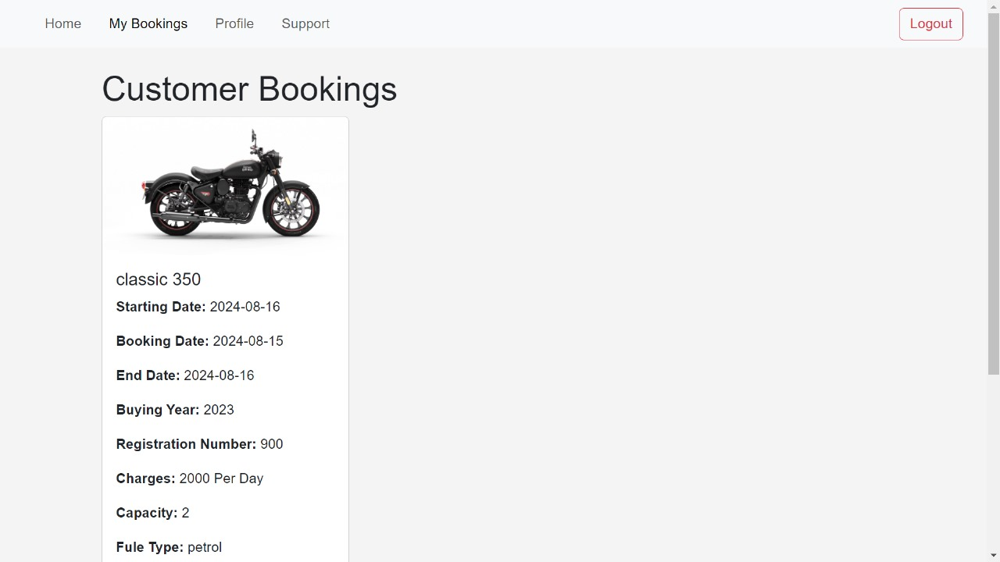 Home My Bookings Profile Support Logout
Customer Bookings
classic 350
Starting Date: 2024-08-16
Booking Date: 2024-08-15
End Date: 2024-08-16
Buying Year: 2023
Registration Number: 900
Charges: 2000 Per Day
Capacity: 2
Fule Type: petrol